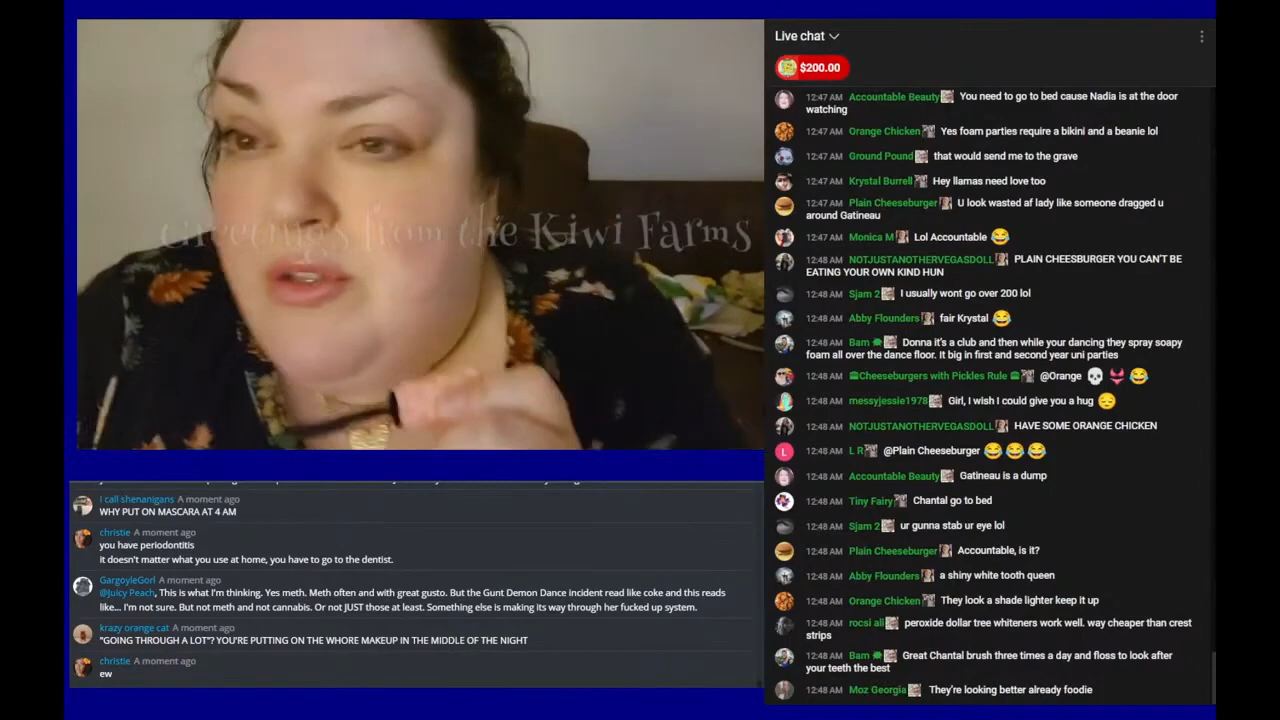 Greetings from the Kiwi Farms
I call shenanigans A moment ago
WHY PUT ON MASCARA AT 4 AM
christie A moment ago
you have periodontitis
it doesn't matter what you use at home, you have to go to the dentist.
GargoyleGorl A moment ago
@Juicy Peach, This is what I'm thinking. Yes meth. Meth often and with great gusto. But the Gunt Demon Dance incident read like coke and this reads
like... I'm not sure. But not meth and not cannabis. Or not JUST those at least. Something else is making its way through her fucked up system.
krazy orange cat A moment ago
"GOING THROUGH A LOT"? YOU'RE PUTTING ON THE WHORE MAKEUP IN THE MIDDLE OF THE NIGHT
christie A moment ago
ew
Live chat
$200.00
12:47 AM Accountable Beauty You need to go to bed cause Nadia is at the door
watching
12:47 AM Orange Chicken Yes foam parties require a bikini and a beanie lol
12:47 AM Ground Pound that would send me to the grave
12:47 AM Krystal Burrell Hey llamas need love too
12:47 AM Plain Cheeseburger U look wasted af lady like someone dragged u
around Gatineau
12:47 AM Monica M Lol Accountable 😂
12:48 AM NOTJUSTANOTHERVEGASDOLL PLAIN CHEESBURGER YOU CAN'T BE
EATING YOUR OWN KIND HUN
12:48 AM Sjam 2 I usually wont go over 200 lol
12:48 AM Abby Flounders fair Krystal 😂
12:48 AM Bam Donna it's a club and then while your dancing they spray soapy
foam all over the dance floor. It big in first and second year uni parties
12:48 AM Cheeseburgers with Pickles Rule @Orange 💀 👙 😂
12:48 AM messyjessie1978 Girl, I wish I could give you a hug 😔
12:48 AM NOTJUSTANOTHERVEGASDOLL HAVE SOME ORANGE CHICKEN
L
12:48 AM L R @Plain Cheeseburger 😂 😂 😂
12:48 AM Accountable Beauty Gatineau is a dump
12:48 AM Tiny Fairy Chantal go to bed
12:48 AM Sjam 2 ur gunna stab ur eye lol
12:48 AM Plain Cheeseburger Accountable, is it?
12:48 AM Abby Flounders a shiny white tooth queen
12:48 AM Orange Chicken They look a shade lighter keep it up
12:48 AM rocsi ali peroxide dollar tree whiteners work well. way cheaper than crest
strips
12:48 AM Bam Great Chantal brush three times a day and floss to look after
your teeth the best
12:48 AM Moz Georgia They're looking better already foodie